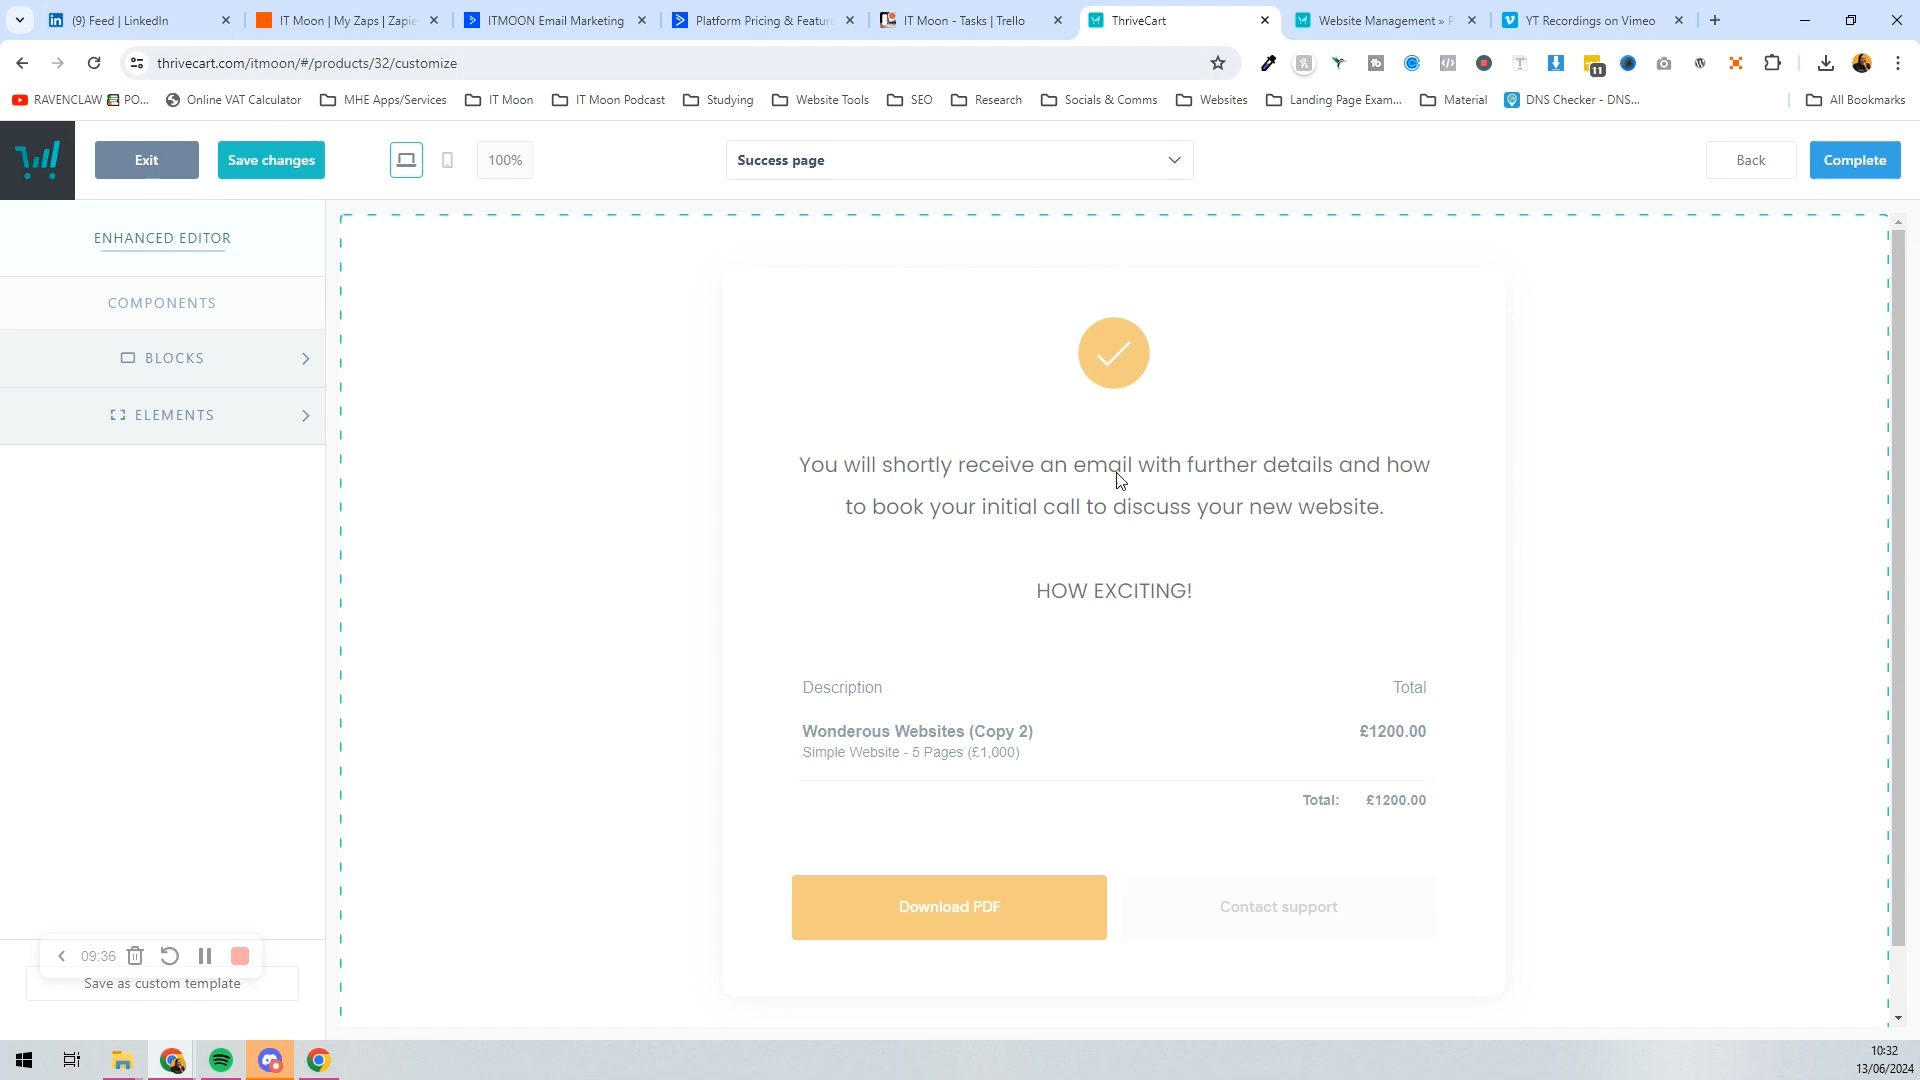 (9) Feed | LinkedIn
IT Moon | My Zaps | Zapie
ITMOON Email Marketing
Platform Pricing & Featur
IT Moon - Tasks | Trello
ThriveCart
Website Management » P
YT Recordings on Vimeo
thrivecart.com/itmoon/#/products/32/customize
11
RAVENCLAW
PO...
Online VAT Calculator
MHE Apps/Services
IT Moon
IT Moon Podcast
Studying
Website Tools
SEO
Research
Socials & Comms
Websites
Landing Page Exam...
Material
DNS Checker - DNS...
All Bookmarks
Exit
Save changes
100%
Success page
Back
Complete
ENHANCED EDITOR
COMPONENTS
BLOCKS
ELEMENTS
You will shortly receive an email with further details and how
to book your initial call to discuss your new website.
HOW EXCITING!
Description Total
Wonderous Websites (Copy 2) £1200.00
Simple Website - 5 Pages (£1,000)
Total: £1200.00
Download PDF
Contact support
09:36
Save as custom template
10:32
13/06/2024